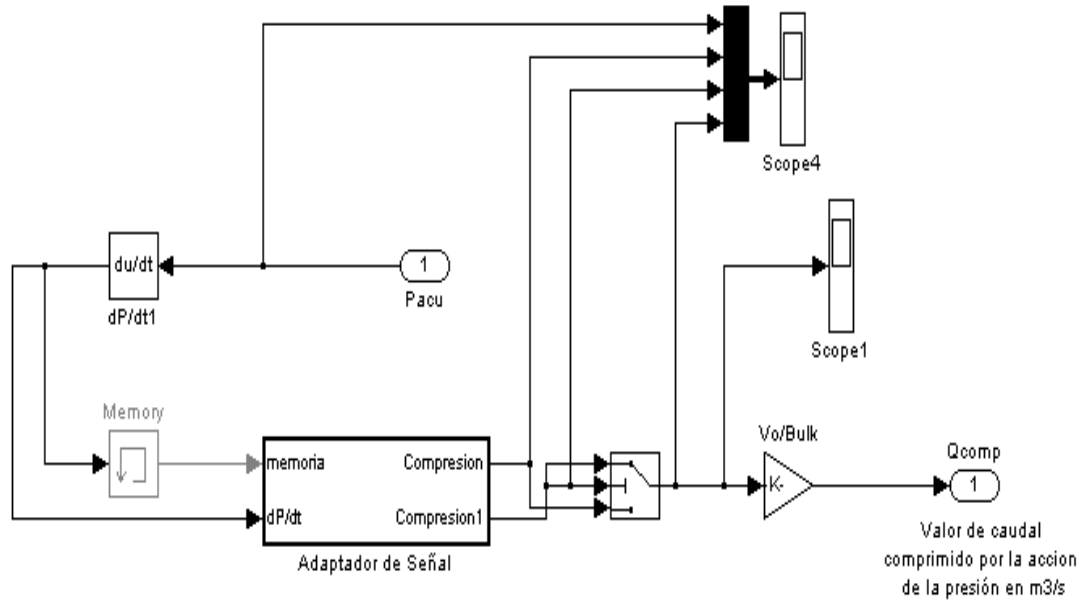 Scope4
du/dt
dP/dt1
1
Pacu
Scope1
Memory
memoria
Compresion
dP/dt
Compresion1
Adaptador de Señal
Vo/Bulk
-K-
Qcomp
1
Valor de caudal
comprimido por la accion
de la presión en m3/s